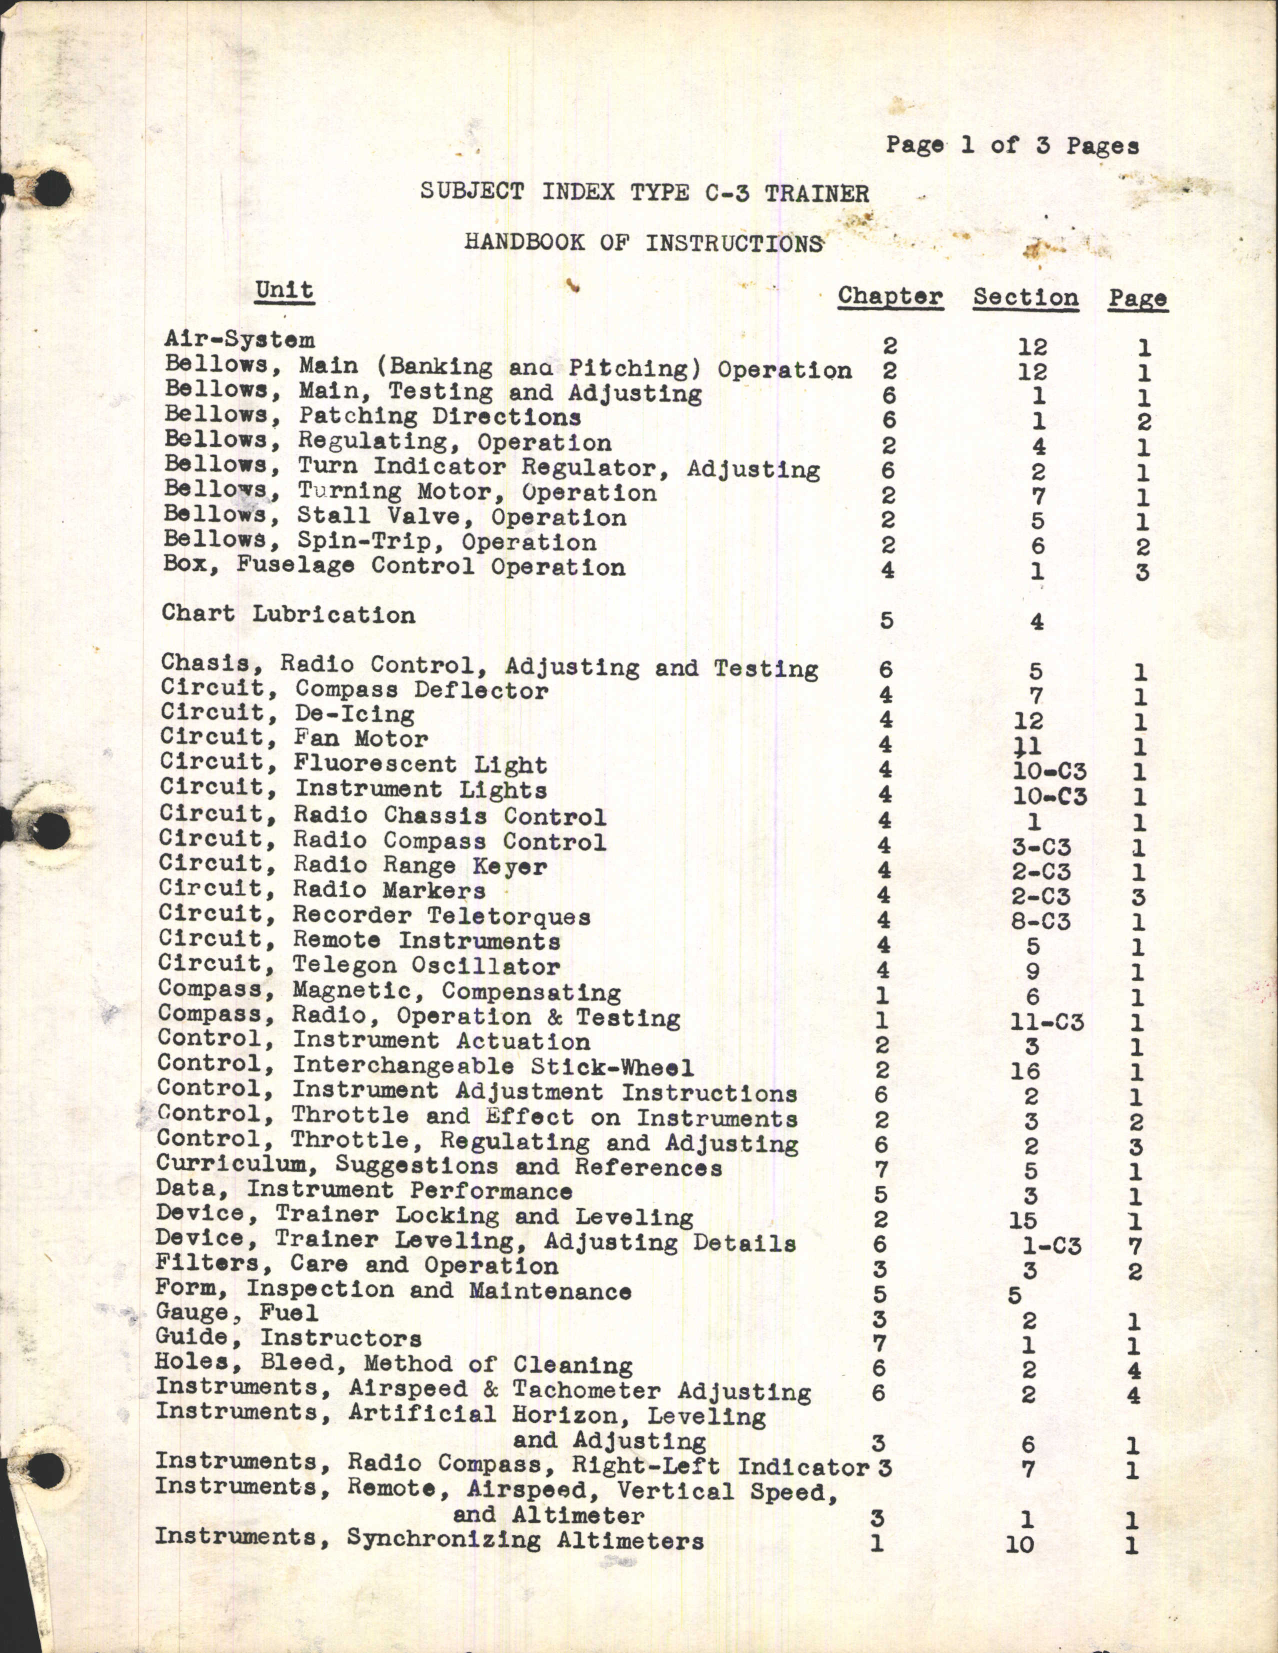 Page 1 of 3 Pages
SUBJECT INDEX TYPE C-3 TRAINER
HANDBOOK OF INSTRUCTIONS
Unit Chapter Section Page
Air-System 2 12 1
Bellows, Main (Banking and Pitching) Operation 2 12 1
Bellows, Main, Testing and Adjusting 6 1 1
Bellows, Patching Directions 6 1 2
Bellows, Regulating, Operation 2 4 1
Bellows, Turn Indicator Regulator, Adjusting 6 2 1
Bellows, Turning Motor, Operation 2 7 1
Bellows, Stall Valve, Operation 2 5 1
Bellows, Spin-Trip, Operation 2 6 2
Box, Fuselage Control Operation 4 1 3
Chart Lubrication 5 4
Chasis, Radio Control, Adjusting and Testing 6 5 1
Circuit, Compass Deflector 4 7 1
Circuit, De-Icing 4 12 1
Circuit, Fan Motor 4 11 1
Circuit, Fluorescent Light 4 10-C3 1
Circuit, Instrument Lights 4 10-C3 1
Circuit, Radio Chassis Control 4 1 1
Circuit, Radio Compass Control 4 3-C3 1
Circuit, Radio Range Keyer 4 2-C3 1
Circuit, Radio Markers 4 2-C3 3
Circuit, Recorder Teletorques 4 8-C3 1
Circuit, Remote Instruments 4 5 1
Circuit, Telegon Oscillator 4 9 1
Compass, Magnetic, Compensating 1 6 1
Compass, Radio, Operation & Testing 1 11-C3 1
Control, Instrument Actuation 2 3 1
Control, Interchangeable Stick-Wheel 2 16 1
Control, Instrument Adjustment Instructions 6 2 1
Control, Throttle and Effect on Instruments 2 3 2
Control, Throttle, Regulating and Adjusting 6 2 3
Curriculum, Suggestions and References 7 5 1
Data, Instrument Performance 5 3 1
Device, Trainer Locking and Leveling 2 15 1
Device, Trainer Leveling, Adjusting Details 6 1-C3 7
Filters, Care and Operation 3 3 2
Form, Inspection and Maintenance 5 5
Gauge, Fuel 3 2 1
Guide, Instructors 7 1 1
Holes, Bleed, Method of Cleaning 6 2 4
Instruments, Airspeed & Tachometer Adjusting 6 2 4
Instruments, Artificial Horizon, Leveling
and Adjusting 3 6 1
Instruments, Radio Compass, Right-Left Indicator 3 7 1
Instruments, Remote, Airspeed, Vertical Speed,
and Altimeter 3 1 1
Instruments, Synchronizing Altimeters 1 10 1